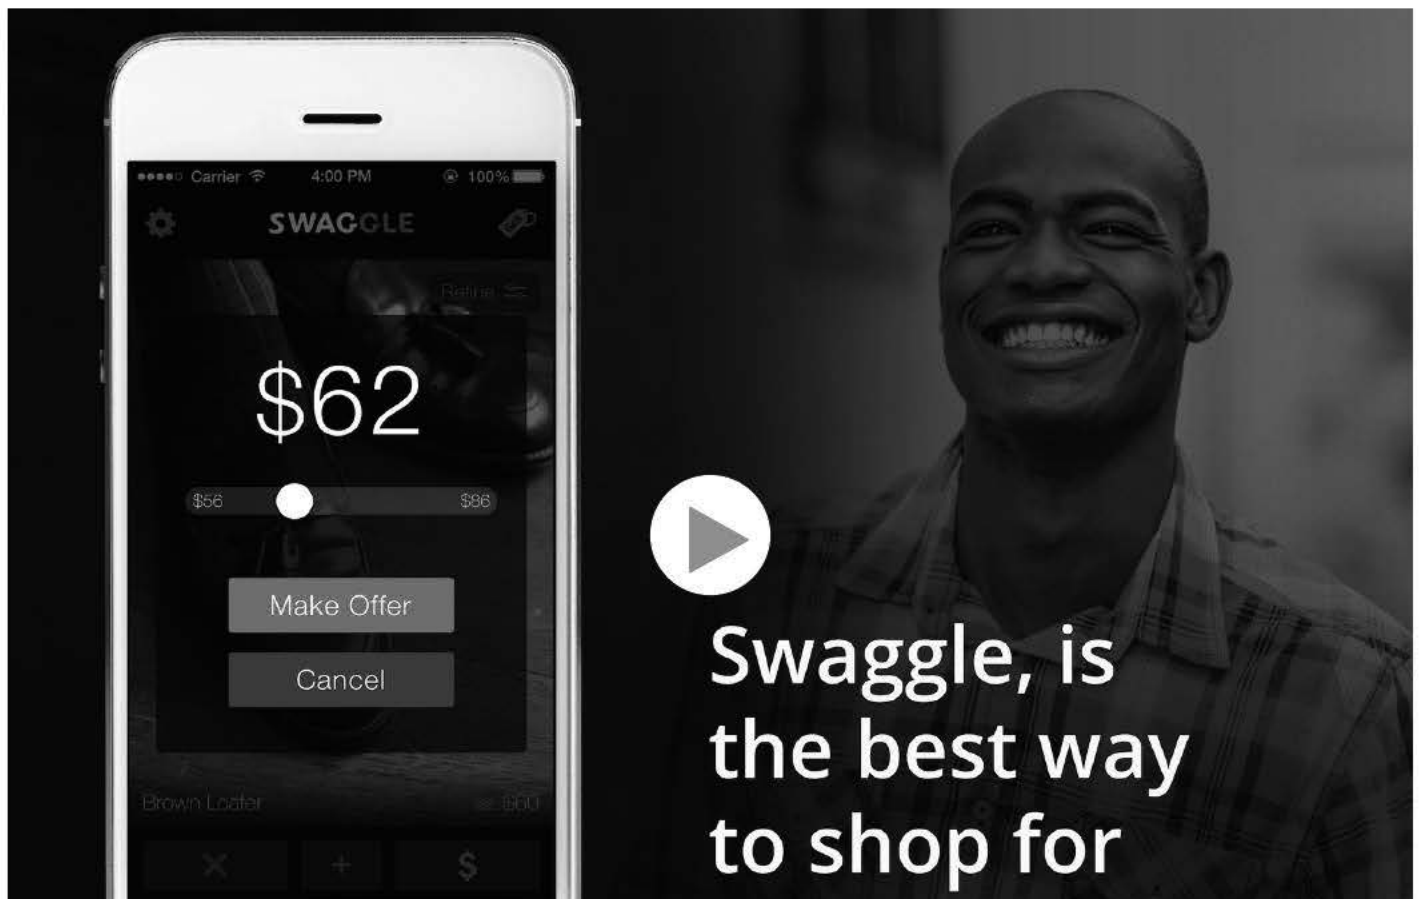 Carrier 4:00 PM 100%
SWAGGLE
Refine
$62
$56 $86
Make Offer
Cancel
Brown Loafer
$
Swaggle, is
the best way
to shop for